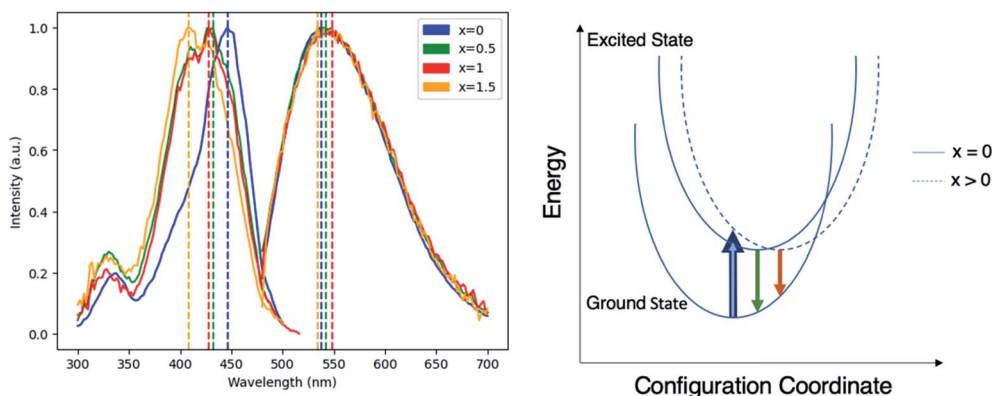 1.0
0.8
0.6
0.4
0.2
0.0
Intensity (a.u.)
300 350 400 450 500 550 600 650 700
Wavelength (nm)
x=0
x=0.5
x=1
x=1.5
Energy
Excited State
Ground State
Configuration Coordinate
x = 0
x > 0